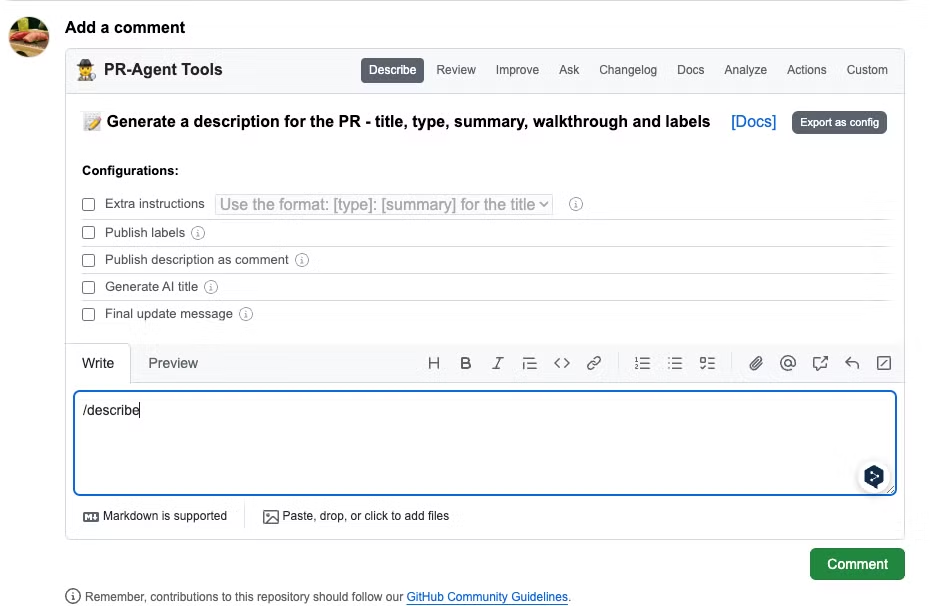 Add a comment
PR-Agent Tools
Describe Review Improve Ask Changelog Docs Analyze Actions Custom
Generate a description for the PR - title, type, summary, walkthrough and labels [Docs] Export as config
Configurations:
Extra instructions Use the format: [type]: [summary] for the title
Publish labels
Publish description as comment
Generate AI title
Final update message
Write Preview
/describe
Markdown is supported Paste, drop, or click to add files
Comment
Remember, contributions to this repository should follow our GitHub Community Guidelines.